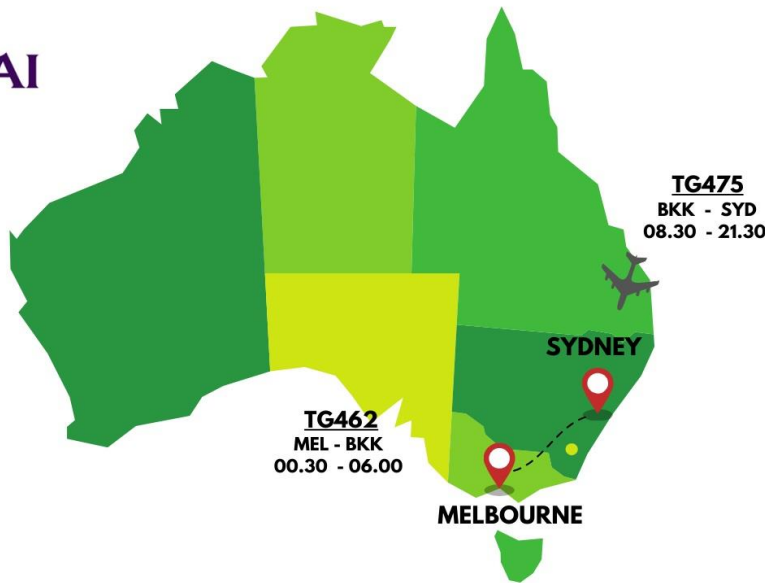 AI
TG475
BKK - SYD
08.30 - 21.30
SYDNEY
TG462
MEL - BKK
00.30 - 06.00
MELBOURNE